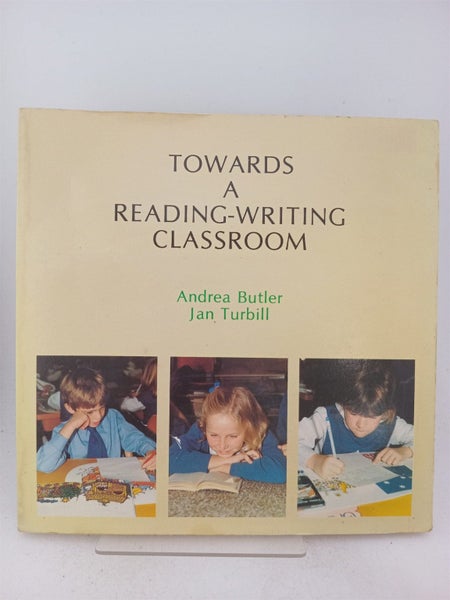 TOWARDS
A
READING-WRITING
CLASSROOM
Andrea Butler
Jan Turbill